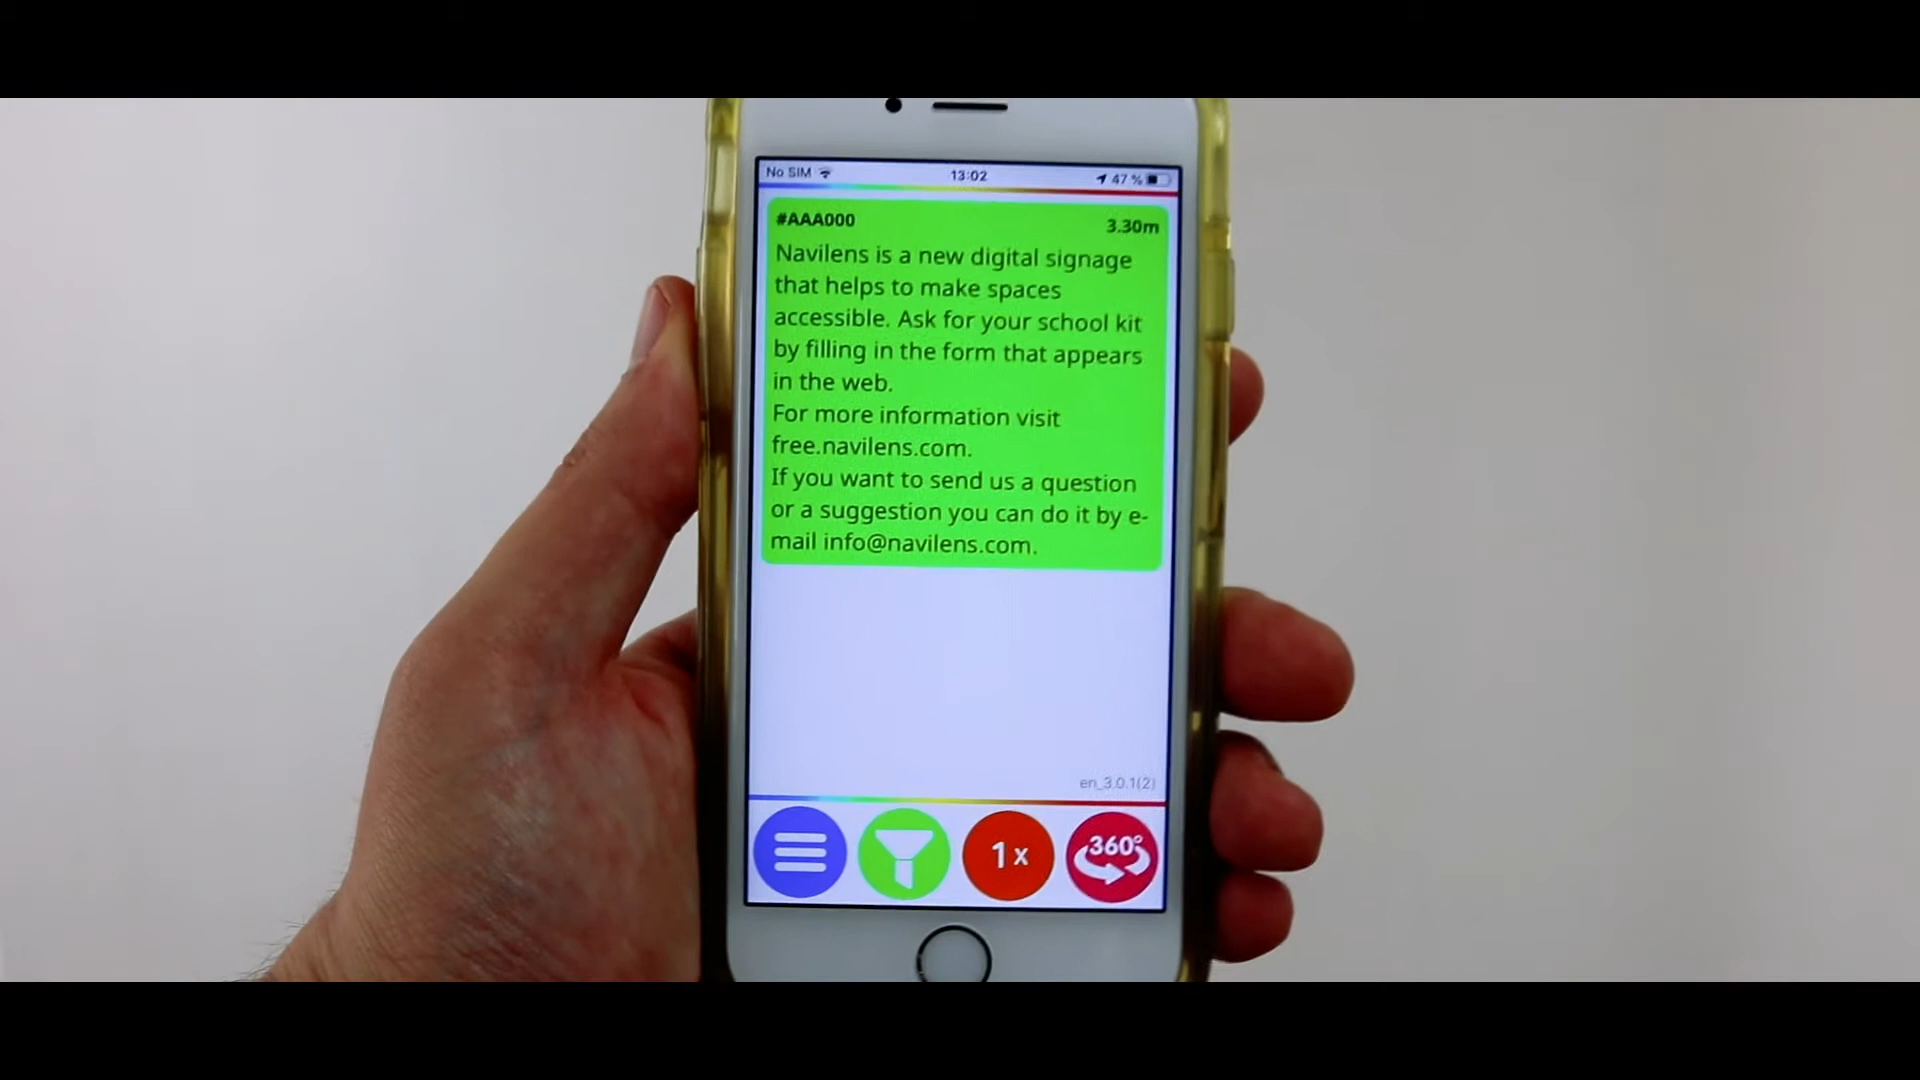 No SIM 13:02 47 %
#AAA000 3.30m
Navilens is a new digital signage
that helps to make spaces
accessible. Ask for your school kit
by filling in the form that appears
in the web.
For more information visit
free.navilens.com.
If you want to send us a question
or a suggestion you can do it by e-
mail info@navilens.com.
en_3.0.1(2)
1x 360°